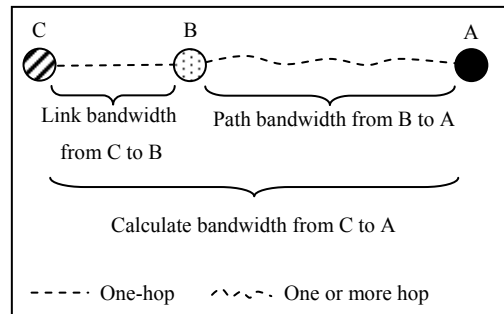 C B A
Link bandwidth
from C to B
Path bandwidth from B to A
Calculate bandwidth from C to A
One-hop One or more hop